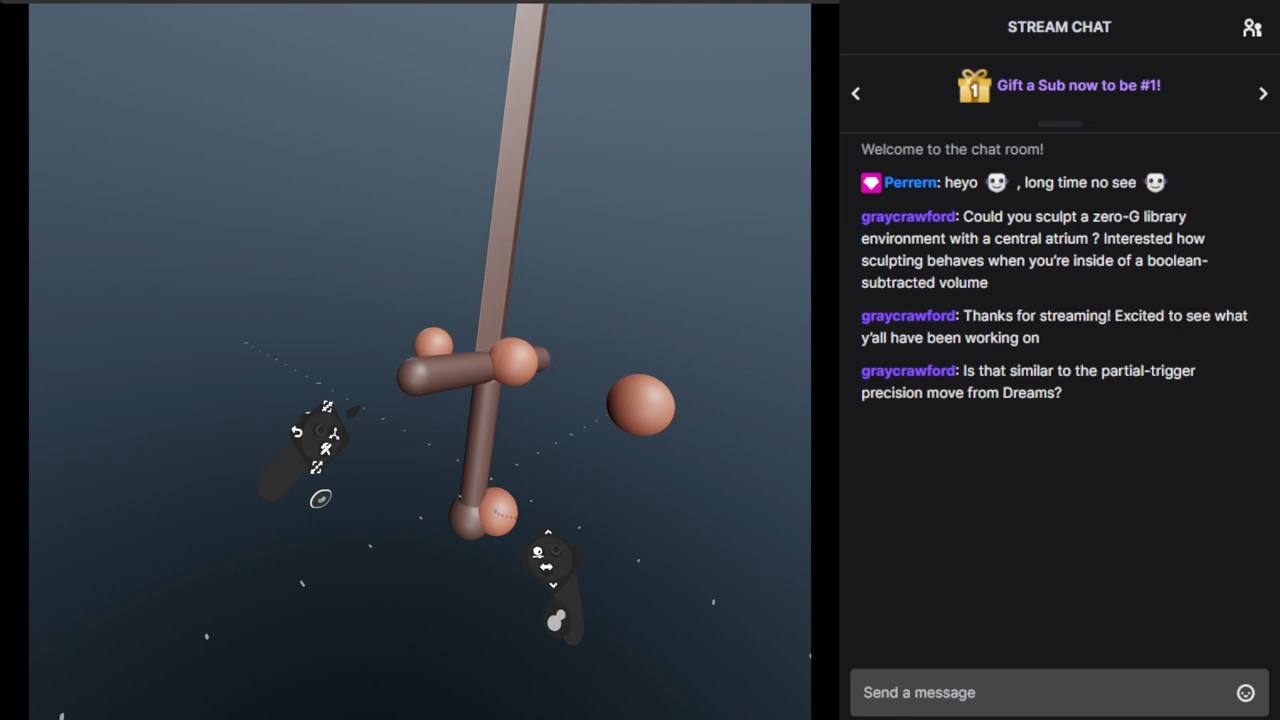 STREAM CHAT
1 Gift a Sub now to be #1!
Welcome to the chat room!
Perrern: heyo , long time no see
graycrawford: Could you sculpt a zero-G library
environment with a central atrium ? Interested how
sculpting behaves when you're inside of a boolean-
subtracted volume
graycrawford: Thanks for streaming! Excited to see what
y'all have been working on
graycrawford: Is that similar to the partial-trigger
precision move from Dreams?
Send a message